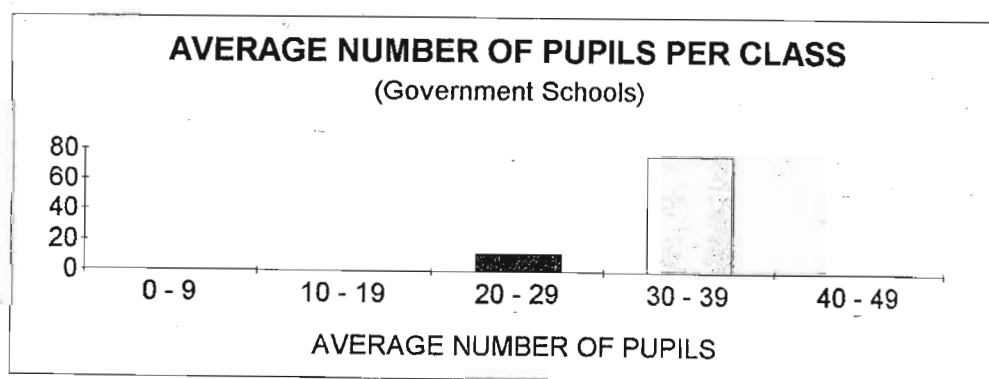 AVERAGE NUMBER OF PUPILS PER CLASS
(Government Schools)
80
60
40
20
0
0 - 9 10 - 19 20 - 29 30 - 39 40 - 49
AVERAGE NUMBER OF PUPILS